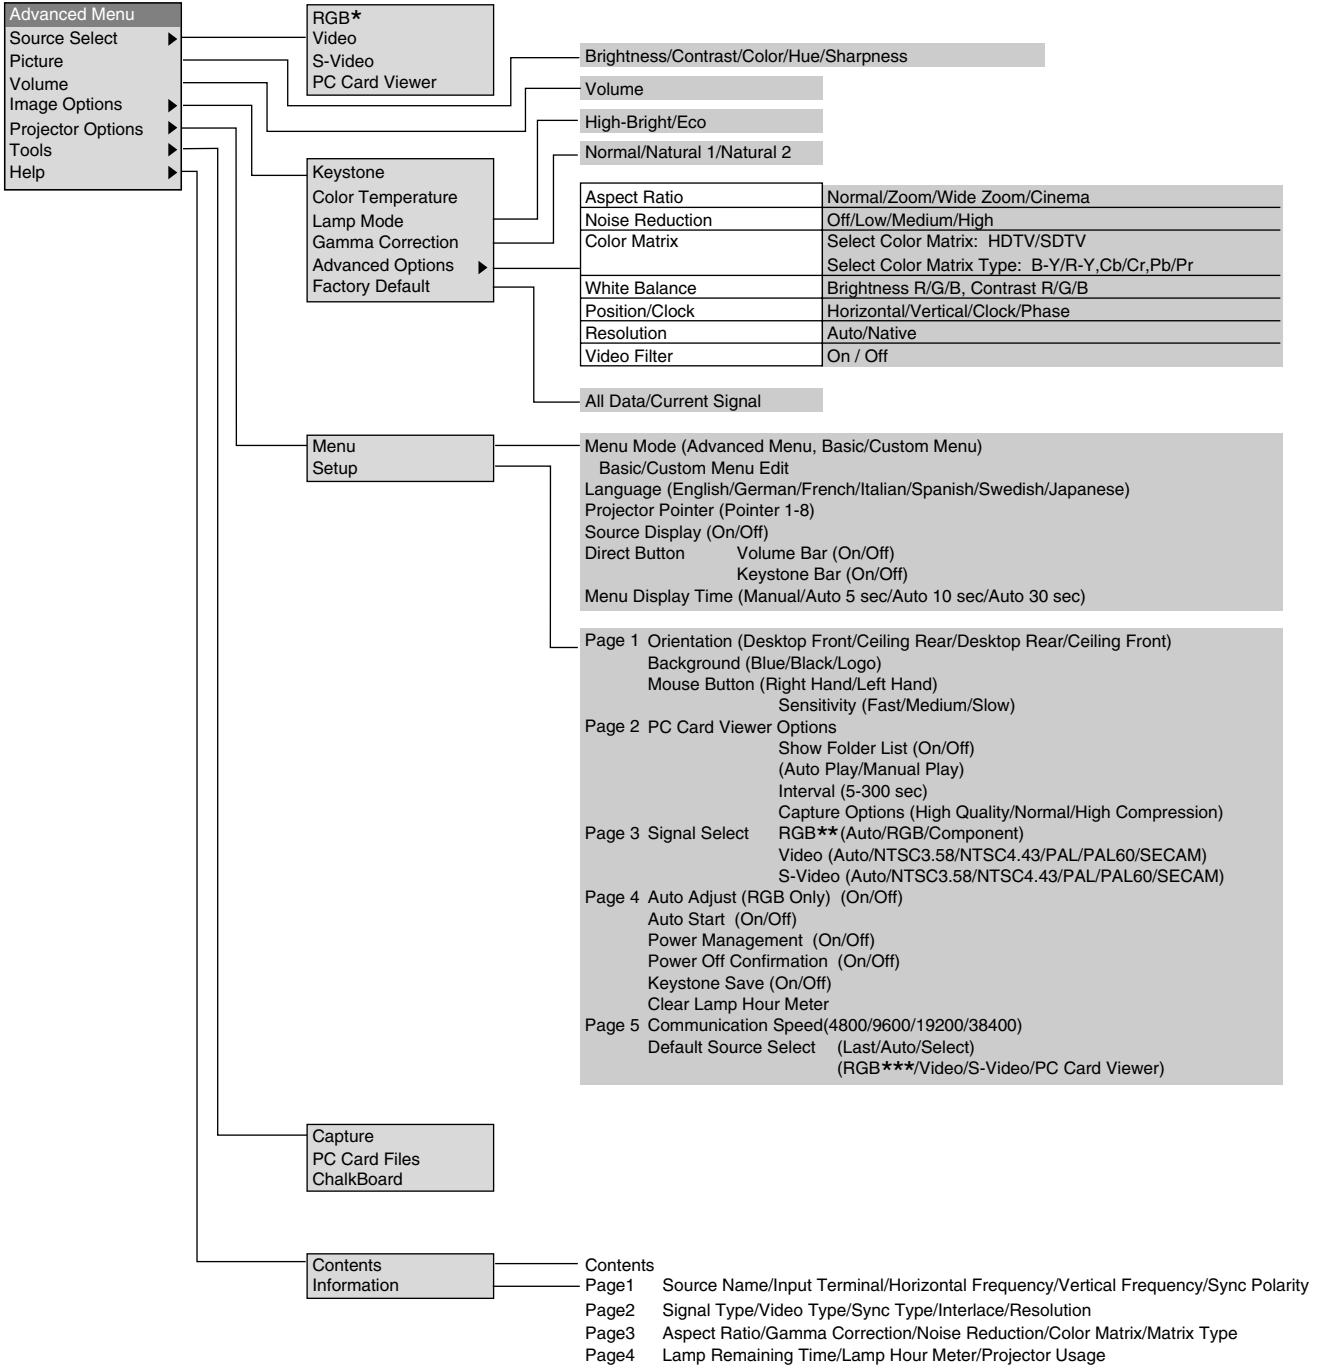 Advanced Menu
Source Select
Picture
Volume
Image Options
Projector Options
Tools
Help
RGB*
Video
S-Video
PC Card Viewer
Brightness/Contrast/Color/Hue/Sharpness
Volume
High-Bright/Eco
Normal/Natural 1/Natural 2
Keystone
Color Temperature
Lamp Mode
Gamma Correction
Advanced Options
Factory Default
Aspect Ratio Normal/Zoom/Wide Zoom/Cinema
Noise Reduction Off/Low/Medium/High
Color Matrix Select Color Matrix: HDTV/SDTV
Select Color Matrix Type: B-Y/R-Y,Cb/Cr,Pb/Pr
White Balance Brightness R/G/B, Contrast R/G/B
Position/Clock Horizontal/Vertical/Clock/Phase
Resolution Auto/Native
Video Filter On / Off
All Data/Current Signal
Menu
Setup
Menu Mode (Advanced Menu, Basic/Custom Menu)
Basic/Custom Menu Edit
Language (English/German/French/Italian/Spanish/Swedish/Japanese)
Projector Pointer (Pointer 1-8)
Source Display (On/Off)
Direct Button Volume Bar (On/Off)
Keystone Bar (On/Off)
Menu Display Time (Manual/Auto 5 sec/Auto 10 sec/Auto 30 sec)
Page 1 Orientation (Desktop Front/Ceiling Rear/Desktop Rear/Ceiling Front)
Background (Blue/Black/Logo)
Mouse Button (Right Hand/Left Hand)
Sensitivity (Fast/Medium/Slow)
Page 2 PC Card Viewer Options
Show Folder List (On/Off)
(Auto Play/Manual Play)
Interval (5-300 sec)
Capture Options (High Quality/Normal/High Compression)
Page 3 Signal Select RGB** (Auto/RGB/Component)
Video (Auto/NTSC3.58/NTSC4.43/PAL/PAL60/SECAM)
S-Video (Auto/NTSC3.58/NTSC4.43/PAL/PAL60/SECAM)
Page 4 Auto Adjust (RGB Only) (On/Off)
Auto Start (On/Off)
Power Management (On/Off)
Power Off Confirmation (On/Off)
Keystone Save (On/Off)
Clear Lamp Hour Meter
Page 5 Communication Speed(4800/9600/19200/38400)
Default Source Select (Last/Auto/Select)
(RGB***/Video/S-Video/PC Card Viewer)
Capture
PC Card Files
ChalkBoard
Contents
Information
Contents
Page1 Source Name/Input Terminal/Horizontal Frequency/Vertical Frequency/Sync Polarity
Page2 Signal Type/Video Type/Sync Type/Interlace/Resolution
Page3 Aspect Ratio/Gamma Correction/Noise Reduction/Color Matrix/Matrix Type
Page4 Lamp Remaining Time/Lamp Hour Meter/Projector Usage